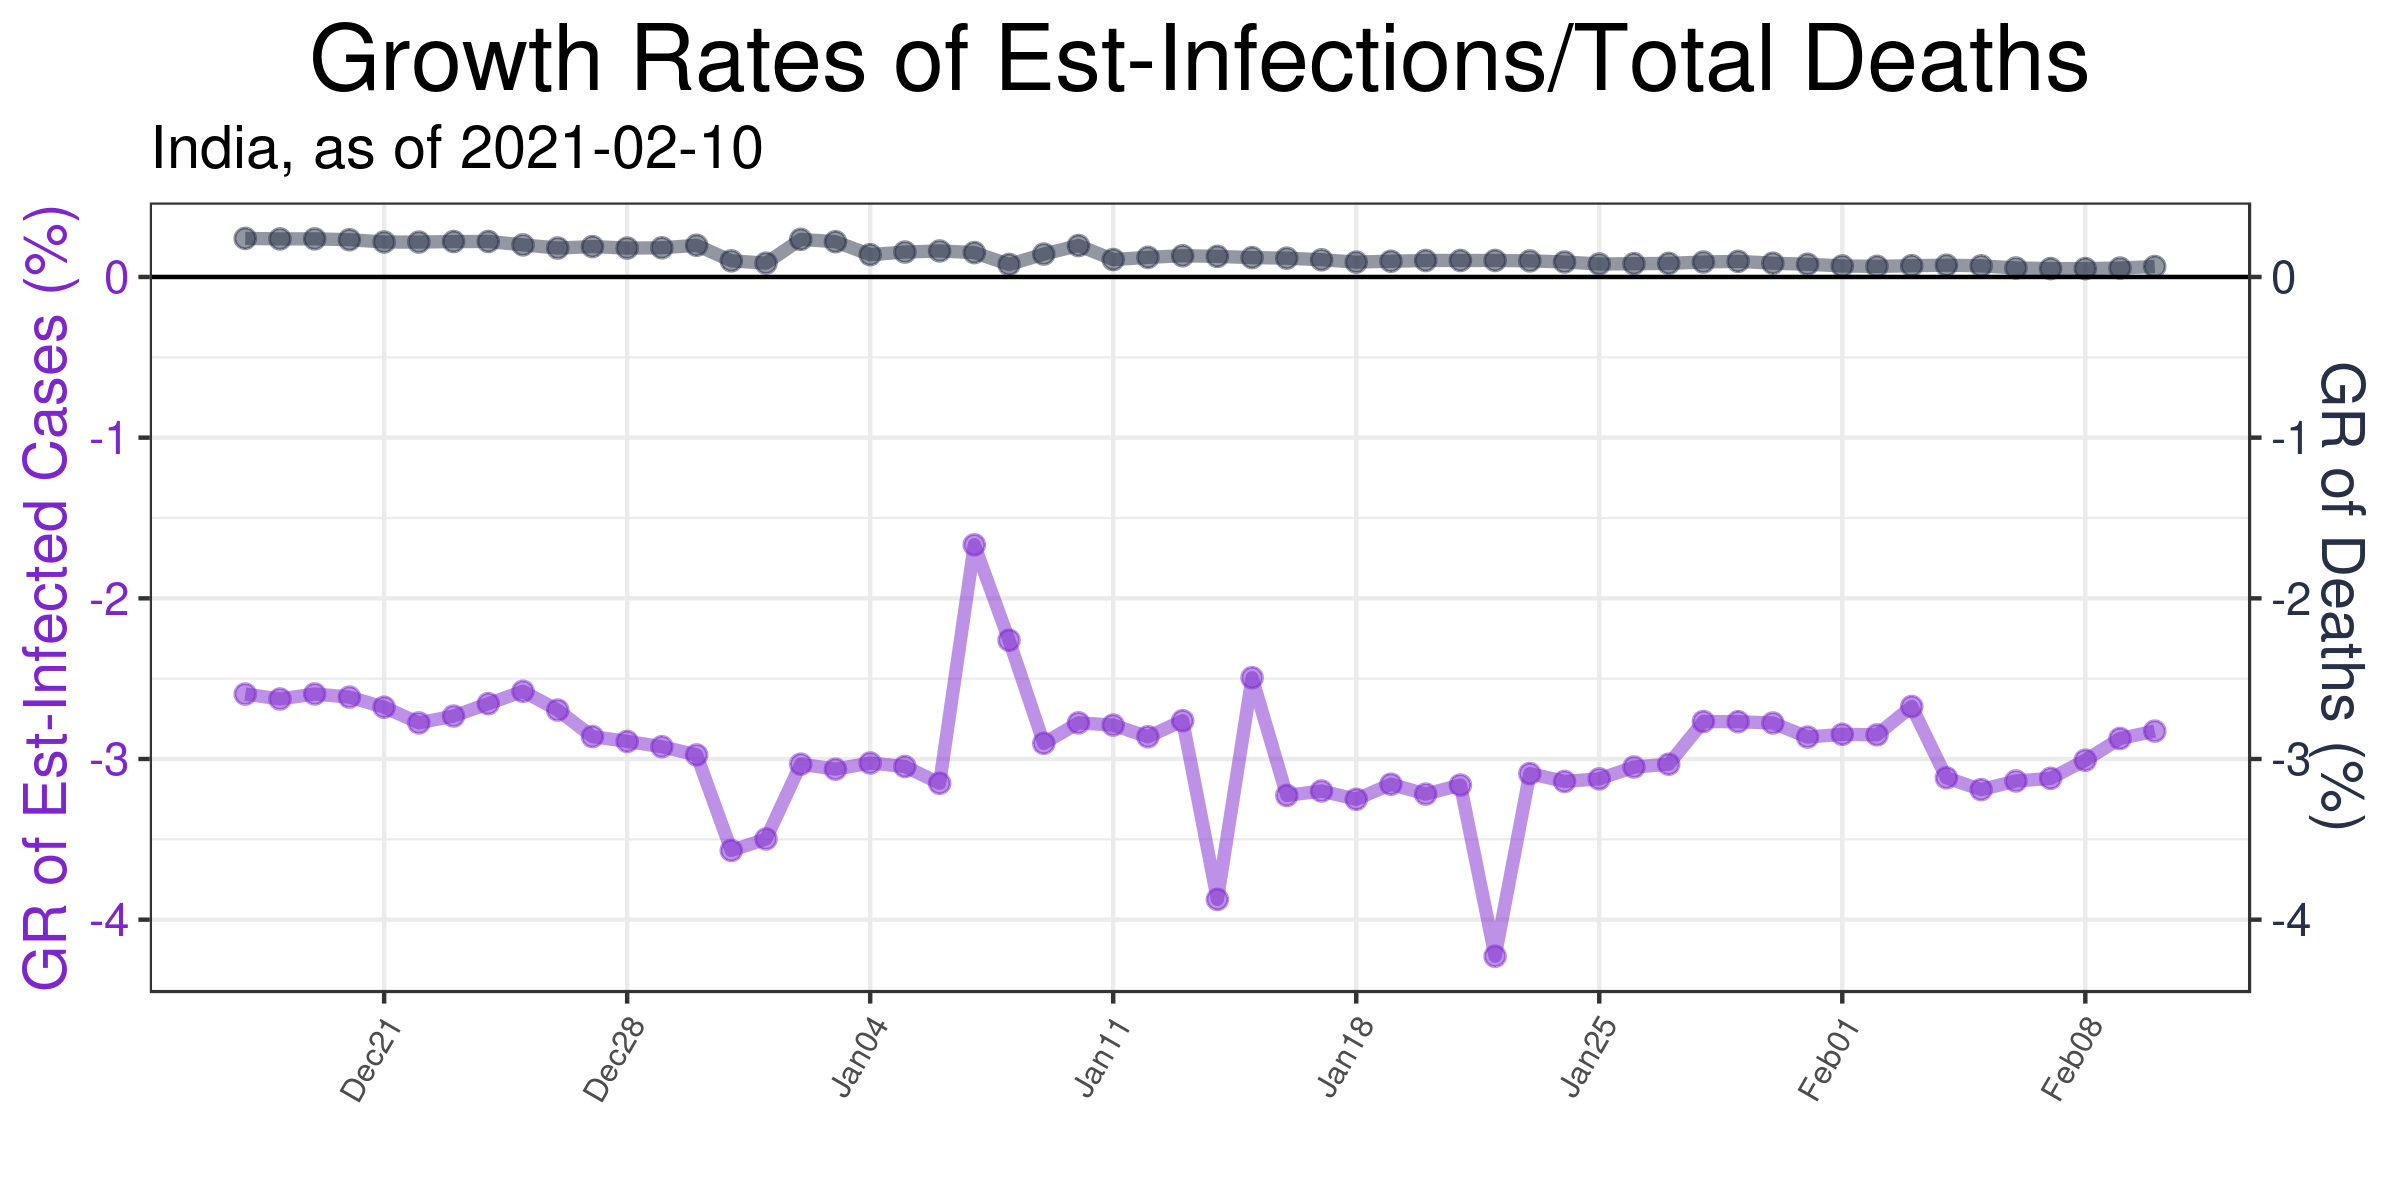 Growth Rates of Est-Infections/Total Deaths
India, as of 2021-02-10
GR of Est-Infected Cases (%)
0
-1
-2
-3
-4
0
-1
-2
-3
-4
GR of Deaths (%)
Dec21
Dec28
Jan04
Jan11
Jan18
Jan25
Feb01
Feb08